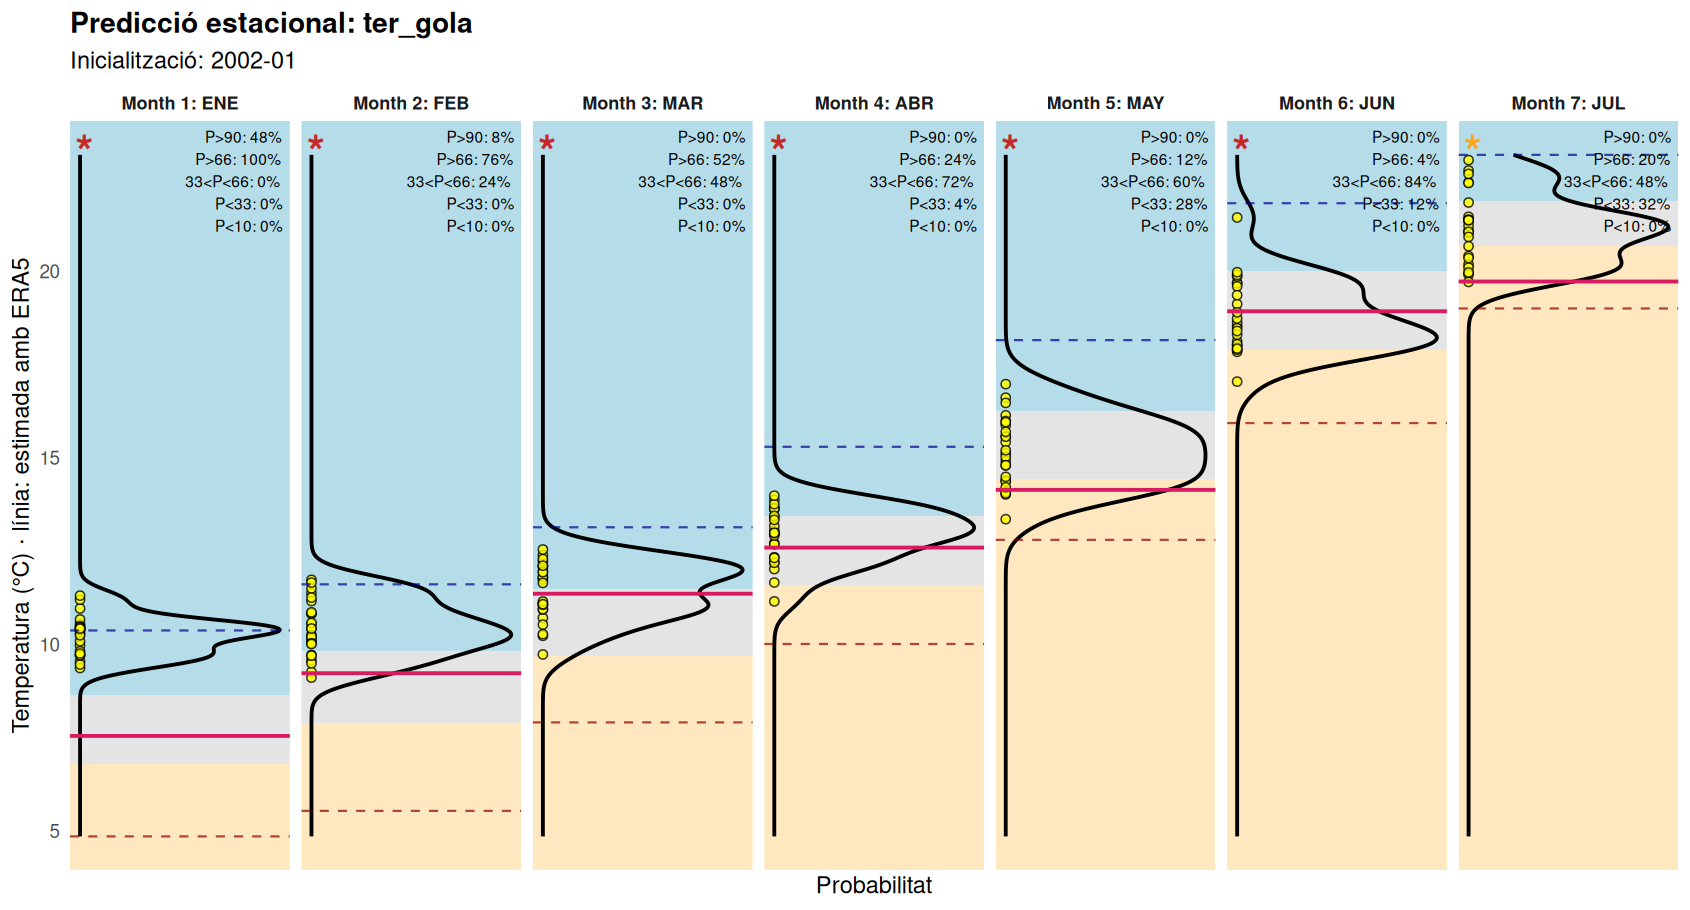 Predicció estacional: ter_gola
Inicialització: 2002-01
Month 1: ENE
Month 2: FEB
Month 3: MAR
Month 4: ABR
Month 5: MAY
Month 6: JUN
Month 7: JUL
*
P>90: 48%
P>66: 100%
33<P<66: 0%
P<33: 0%
P<10: 0%
*
P>90: 8%
P>66: 76%
33<P<66: 24%
P<33: 0%
P<10: 0%
*
P>90: 0%
P>66: 52%
33<P<66: 48%
P<33: 0%
P<10: 0%
*
P>90: 0%
P>66: 24%
33<P<66: 72%
P<33: 4%
P<10: 0%
*
P>90: 0%
P>66: 12%
33<P<66: 60%
P<33: 28%
P<10: 0%
*
P>90: 0%
P>66: 4%
33<P<66: 84%
P<33: 12%
P<10: 0%
*
P>90: 0%
P>66: 20%
33<P<66: 48%
P<33: 32%
P<10: 0%
Temperatura (°C) · línia: estimada amb ERA5
20
15
10
5
Probabilitat